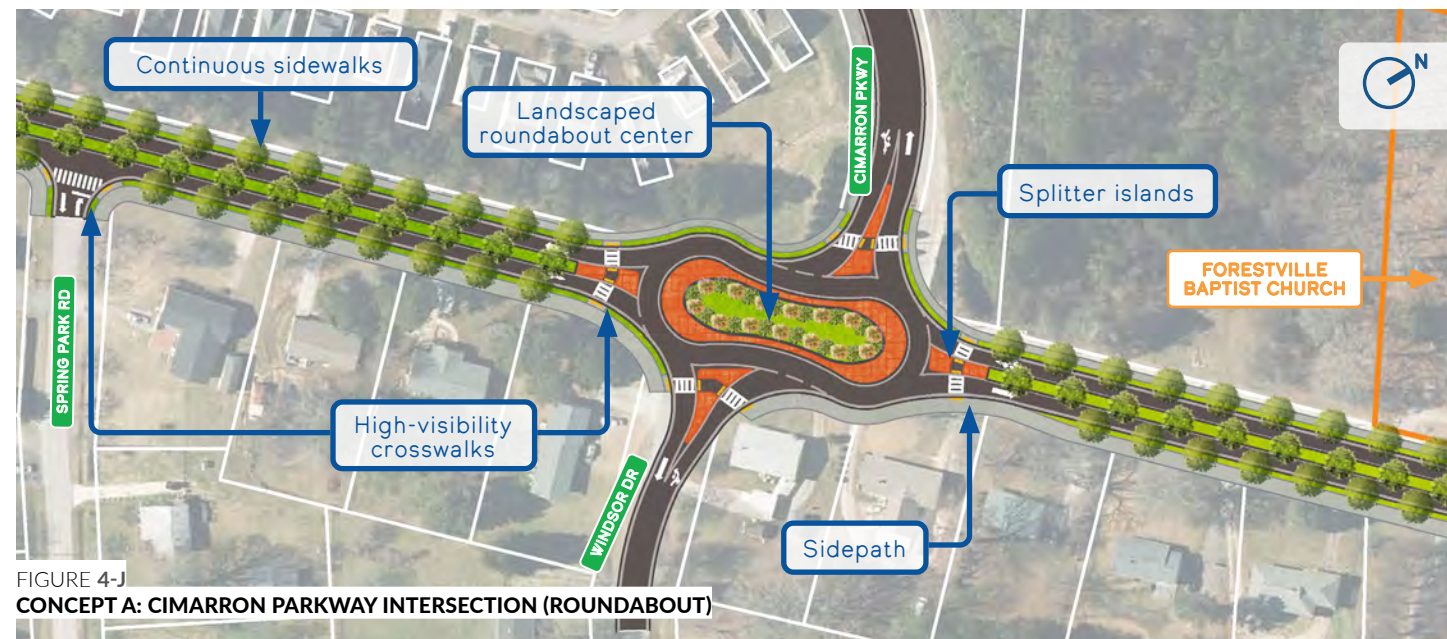 Continuous sidewalks
Landscaped
roundabout center
CIMARRON PKWY
N
Splitter islands
FORESTVILLE
BAPTIST CHURCH
SPRING PARK RD
High-visibility
crosswalks
WINDSOR DR
Sidepath
FIGURE 4-J
CONCEPT A: CIMARRON PARKWAY INTERSECTION (ROUNDABOUT)